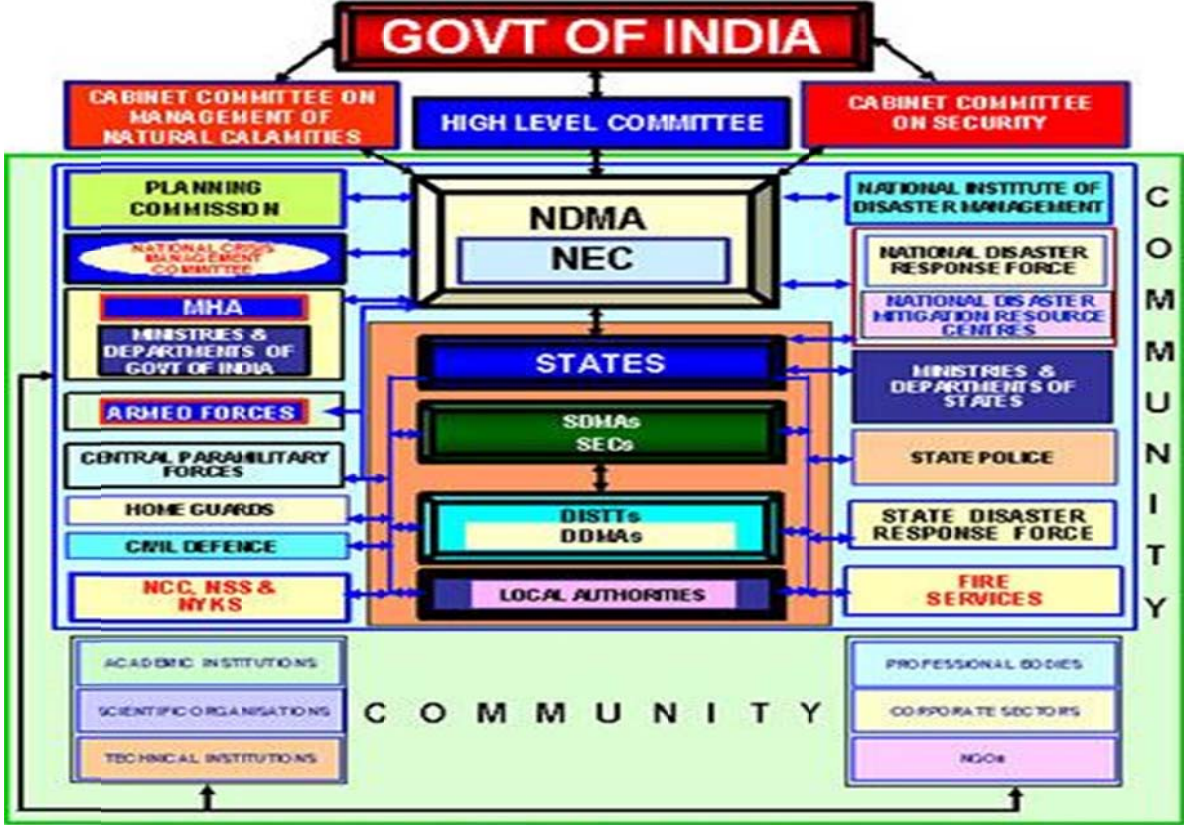 GOVT OF INDIA
CABINET COMMITTEE ON
MANAGEMENT OF
NATURAL CALAMITIES
HIGH LEVEL COMMITTEE
CABINET COMMITTEE
ON SECURITY
PLANNING
COMMISSION
NATIONAL CRISIS
MANAGEMENT
COMMITTEE
MHA
MINISTRIES &
DEPARTMENTS OF
GOVT OF INDIA
ARMED FORCES
CENTRAL PARAMILITARY
FORCES
HOME GUARDS
CIVIL DEFENCE
NCC, NSS &
NYKS
NDMA
NEC
STATES
SDMAs
SECs
DISTTs
DDMAs
LOCAL AUTHORITIES
NATIONAL INSTITUTE OF
DISASTER MANAGEMENT
NATIONAL DISASTER
RESPONSE FORCE
NATIONAL DISASTER
MITIGATION RESOURCE
CENTRES
MINISTRIES &
DEPARTMENTS OF
STATES
STATE POLICE
STATE DISASTER
RESPONSE FORCE
FIRE
SERVICES
COMMUNITY
ACADEMIC INSTITUTIONS
SCIENTIFIC ORGANISATIONS
TECHNICAL INSTITUTIONS
COMMUNITY
PROFESSIONAL BODIES
CORPORATE SECTORS
NGOs